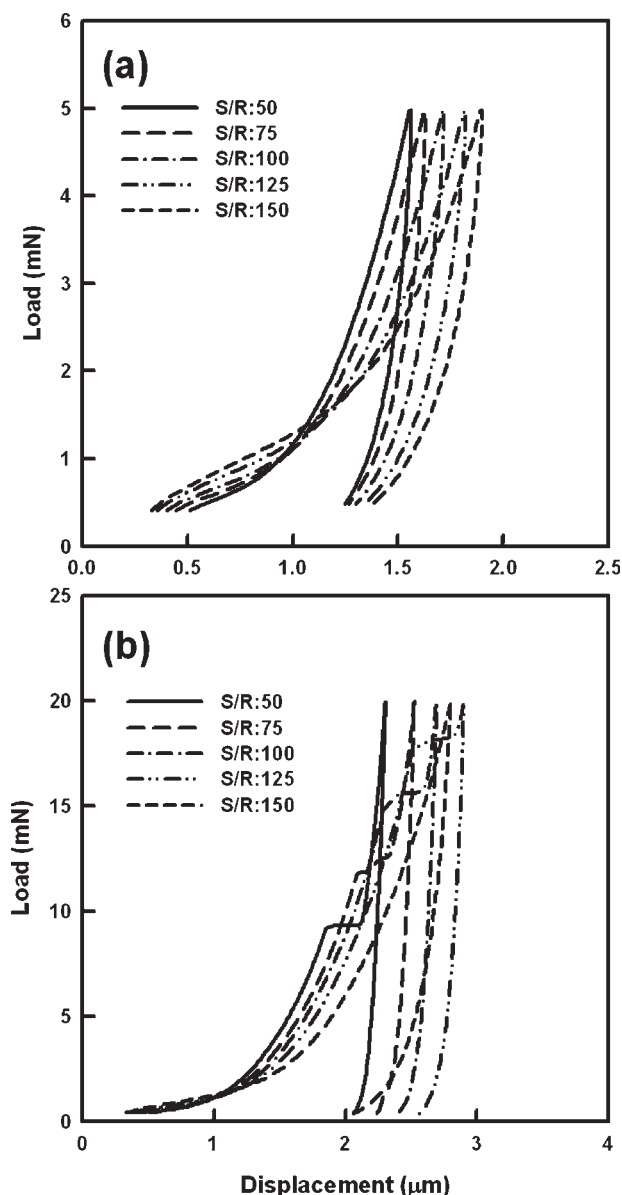 6
(a)
S/R:50
S/R:75
S/R:100
S/R:125
S/R:150
5
4
3
2
1
0
Load (mN)
0.0 0.5 1.0 1.5 2.0 2.5
25
(b)
S/R:50
S/R:75
S/R:100
S/R:125
S/R:150
20
15
10
5
0
Load (mN)
0 1 2 3 4
Displacement (μm)